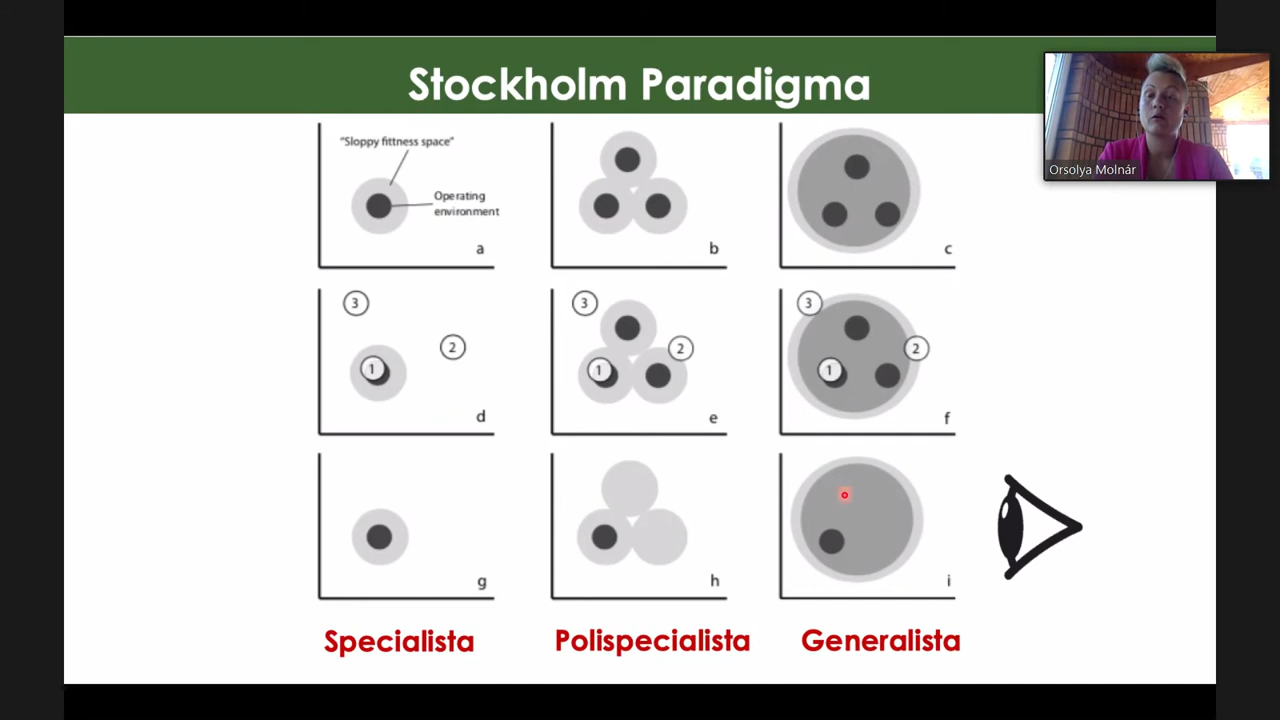 Stockholm Paradigma
Orsolya Molnár
"Sloppy fittness space"
Operating
environment
a
b
c
3
2
1
d
3
2
1
e
3
2
1
f
g
h
i
Specialista
Polispecialista
Generalista